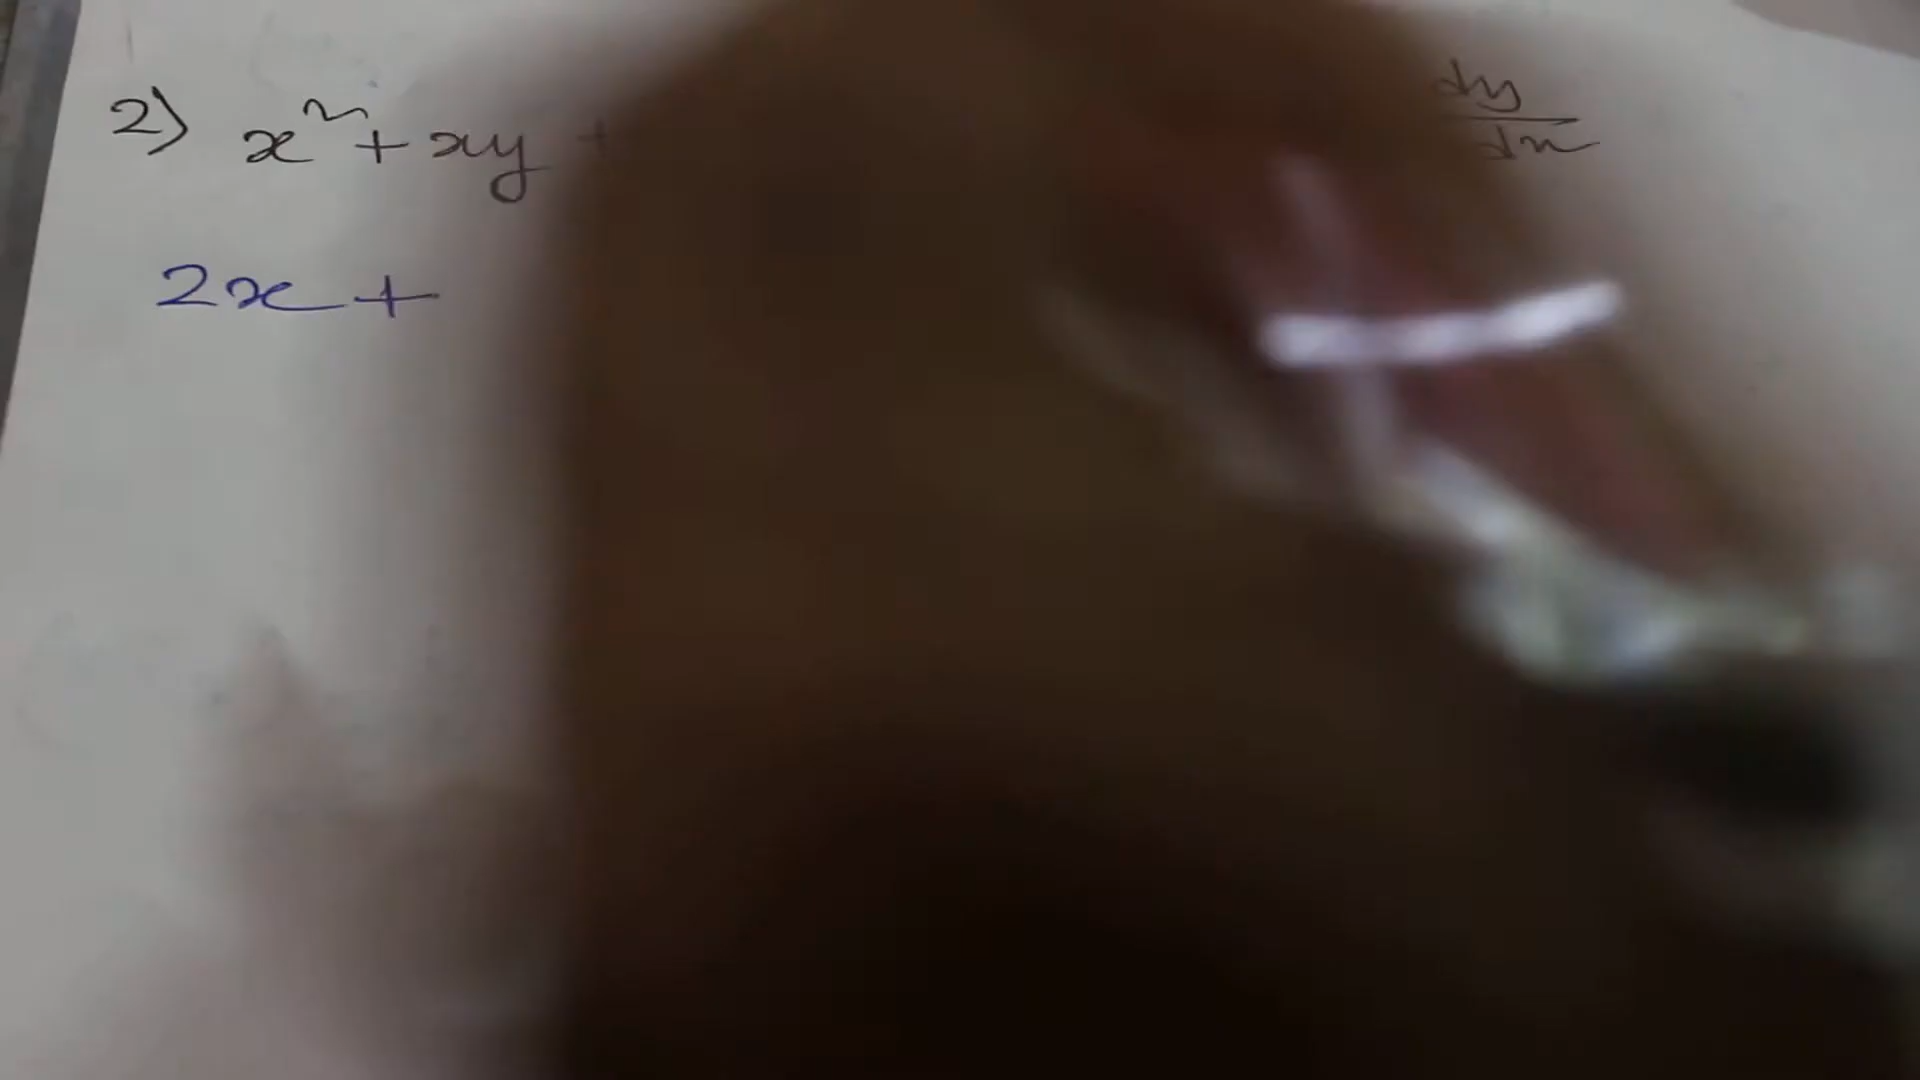 2) x² + xy + dy/dx
2x +